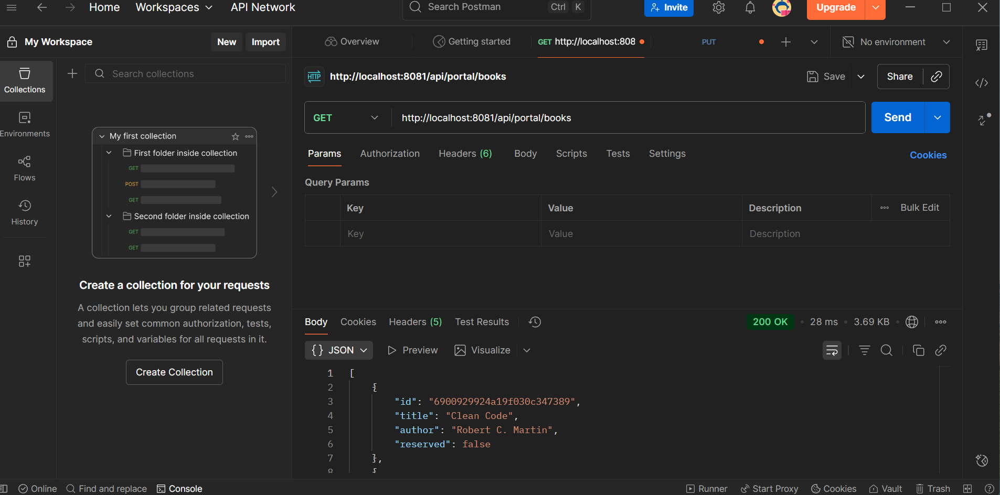 Home Workspaces API Network Search Postman Ctrl K Invite Upgrade
My Workspace New Import Overview Getting started GET http://localhost:808 PUT No environment
Search collections
http://localhost:8081/api/portal/books Save Share
Collections
GET http://localhost:8081/api/portal/books Send
Environments
My first collection
First folder inside collection
GET
POST
GET
Second folder inside collection
GET
GET
Flows
History
Params Authorization Headers (6) Body Scripts Tests Settings Cookies
Query Params
Key Value Description Bulk Edit
Key Value Description
Create a collection for your requests
A collection lets you group related requests
and easily set common authorization, tests,
scripts, and variables for all requests in it.
Create Collection
Body Cookies Headers (5) Test Results 200 OK • 28 ms • 3.69 KB •
{} JSON Preview Visualize
1 [
2 {
3 "id": "6900929924a19f030c347389",
4 "title": "Clean Code",
5 "author": "Robert C. Martin",
6 "reserved": false
7 },
8 {
Online Find and replace Console Runner Start Proxy Cookies Vault Trash